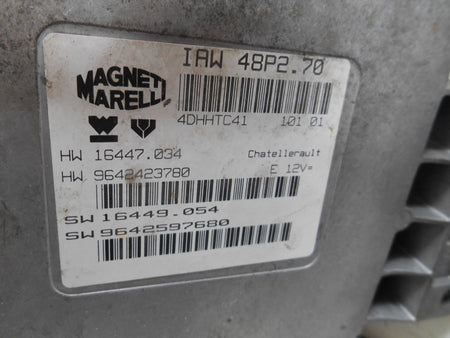 IAW 48P2.70
MAGNETI
MARELLI
4DHHTC41 101 01
HW 16447.034 Chatellerault
HW 9642423780 E 12V=
SW 16449.054
SW 9642597680